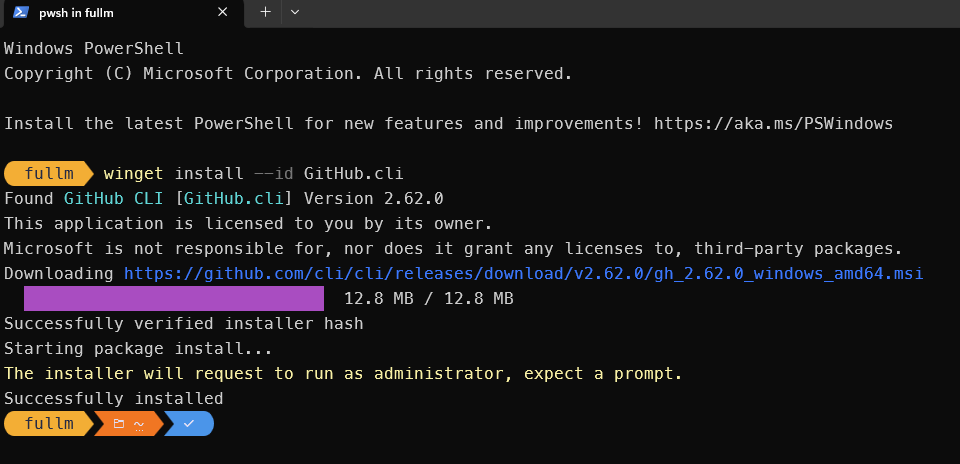 pwsh in fullm
Windows PowerShell
Copyright (C) Microsoft Corporation. All rights reserved.
Install the latest PowerShell for new features and improvements! https://aka.ms/PSWindows
fullm winget install --id GitHub.cli
Found GitHub CLI [GitHub.cli] Version 2.62.0
This application is licensed to you by its owner.
Microsoft is not responsible for, nor does it grant any licenses to, third-party packages.
Downloading https://github.com/cli/cli/releases/download/v2.62.0/gh_2.62.0_windows_amd64.msi
12.8 MB / 12.8 MB
Successfully verified installer hash
Starting package install...
The installer will request to run as administrator, expect a prompt.
Successfully installed
fullm ~